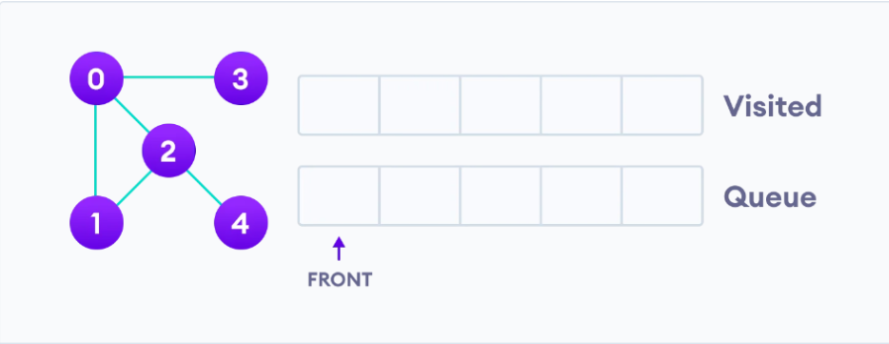 0 3
Visited
2
Queue
1 4
FRONT